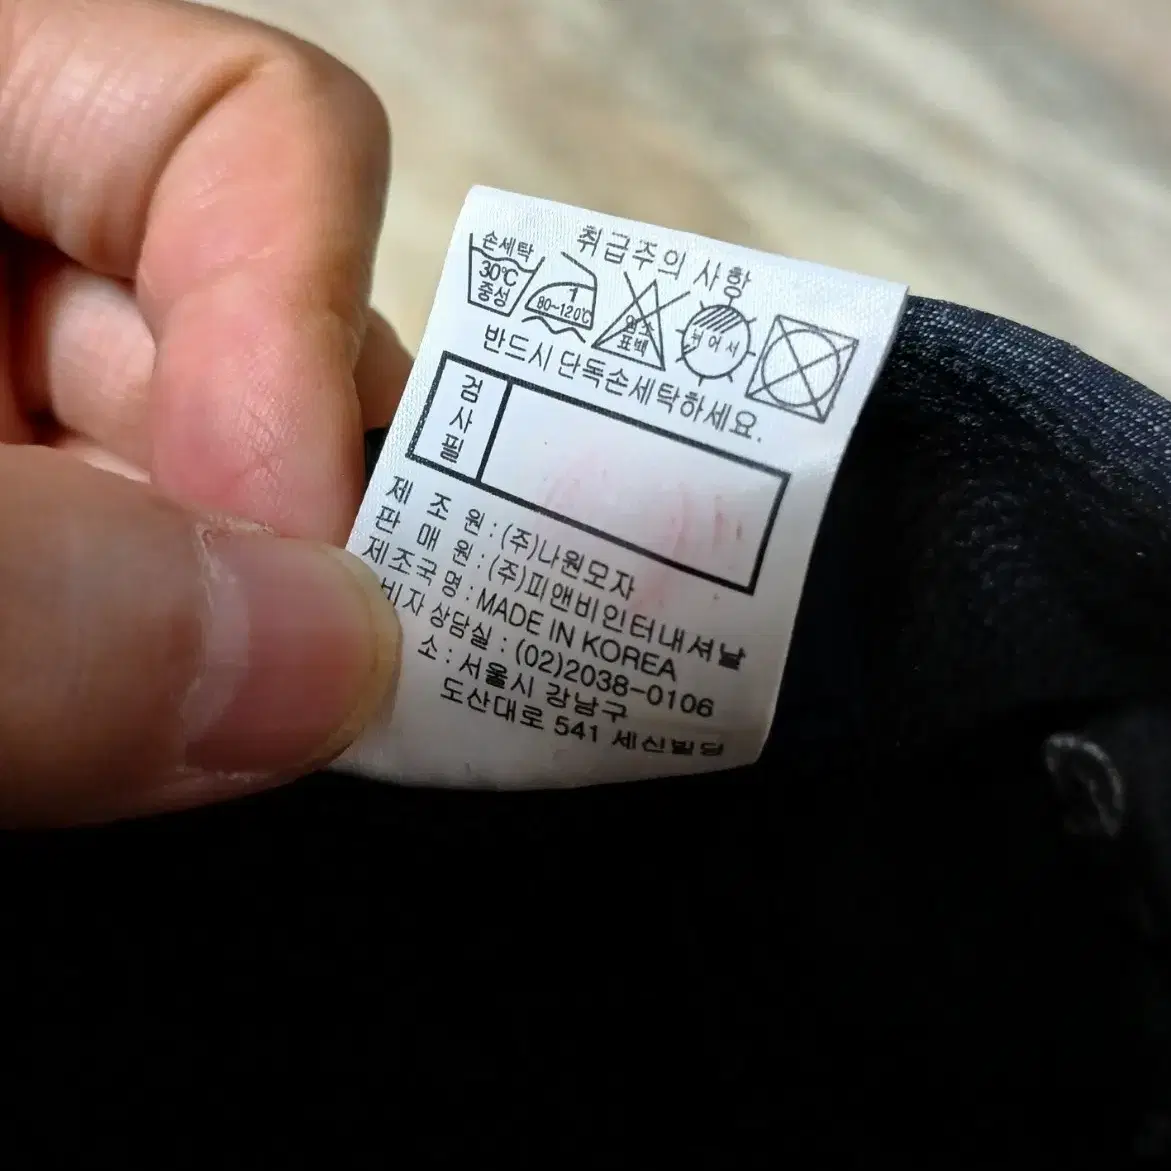 취급주의 사항
손세탁
30℃
중성
1
80~120℃
염소
표백
뉘어서
반드시 단독손세탁하세요.
검사필
제 조 원 : (주)나원모자
판 매 원 : (주)피앤비인터내셔날
제조국명 : MADE IN KOREA
비자 상담실 : (02)2038-0106
소 : 서울시 강남구
도산대로 541 세신빌딩